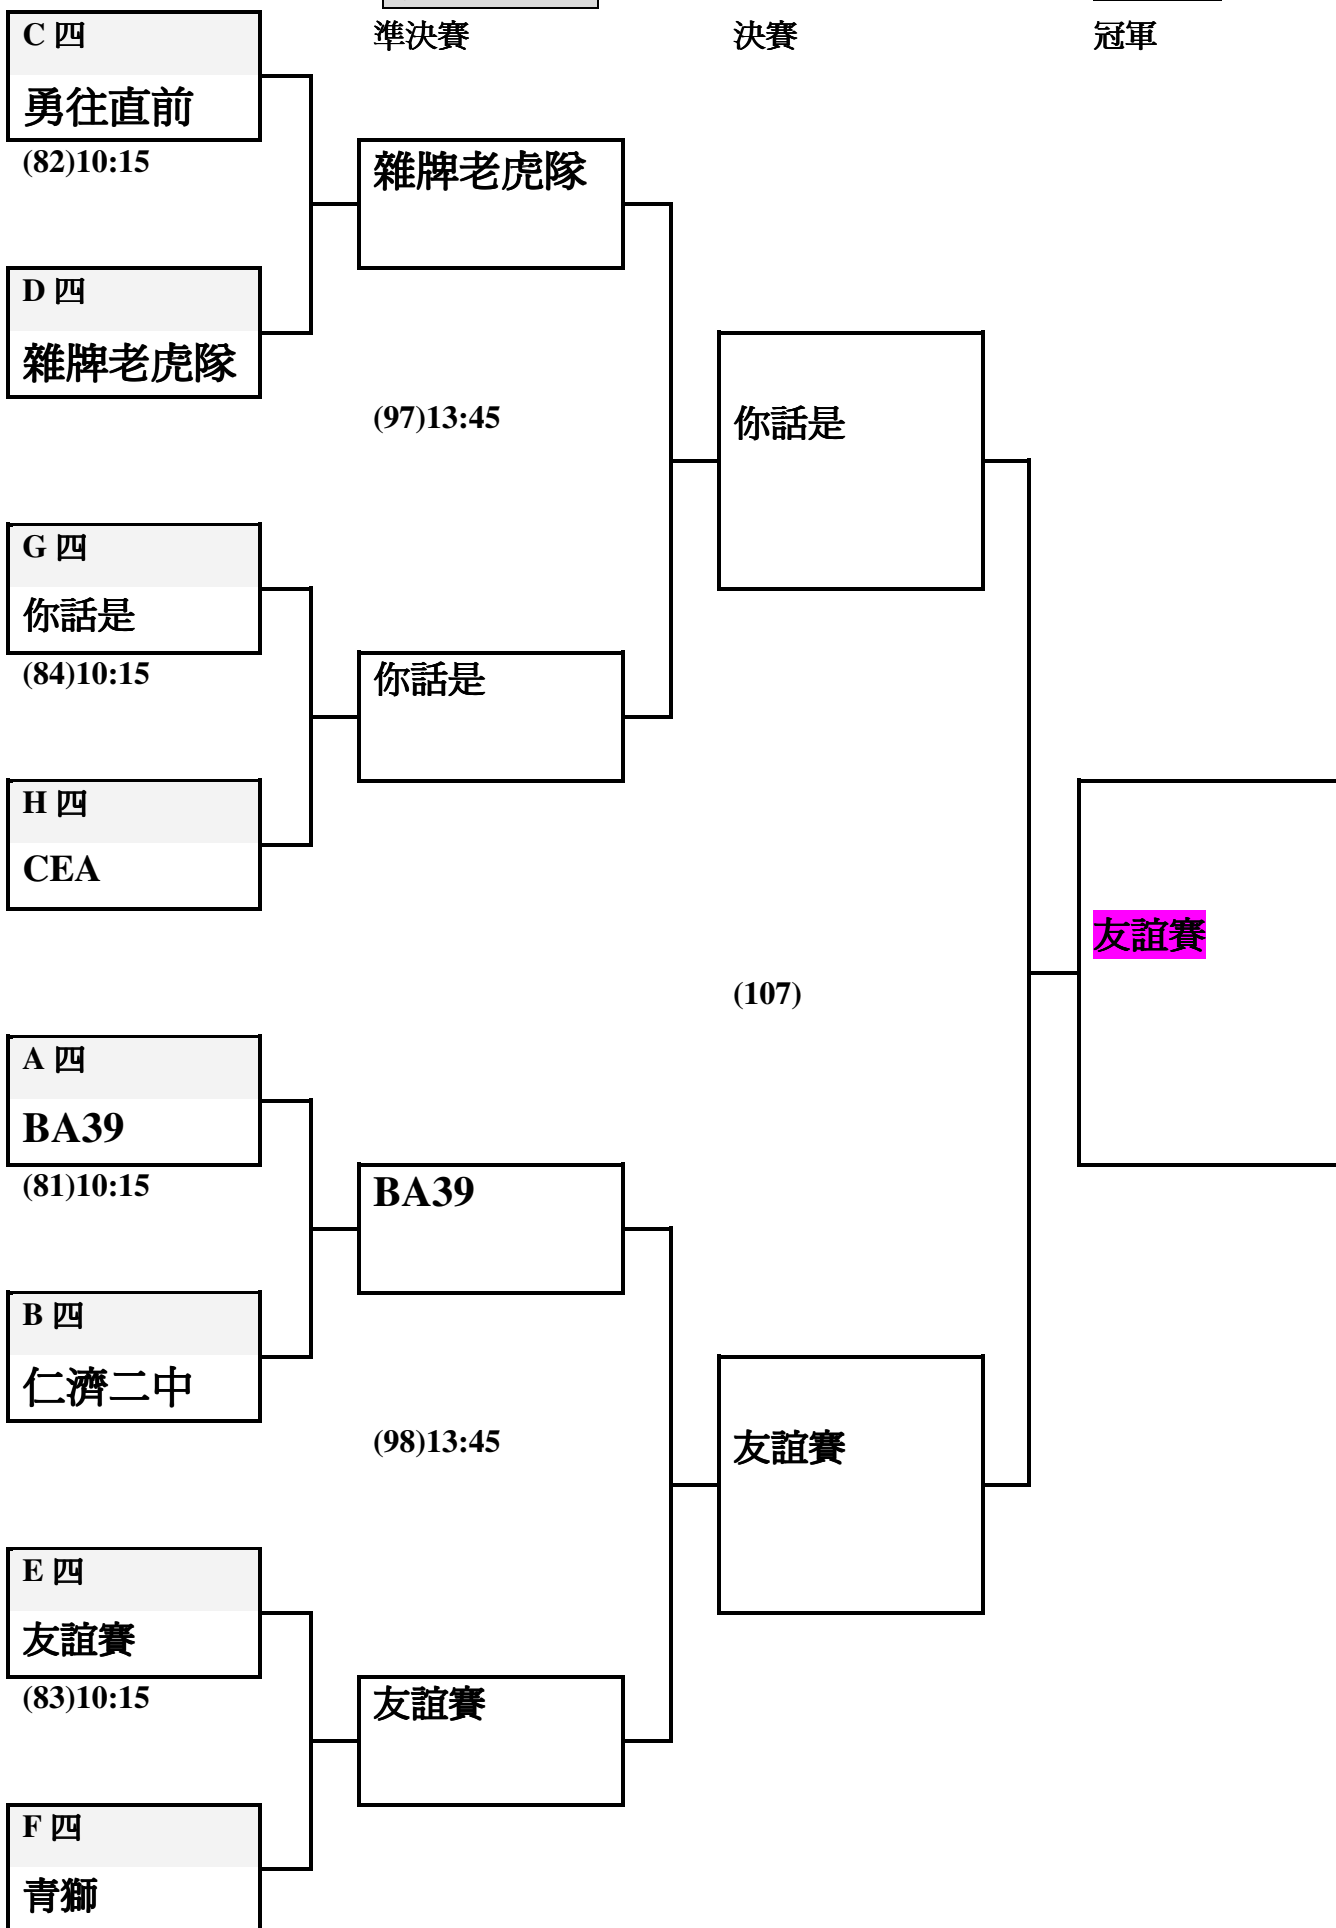 C 四
準決賽
決賽
冠軍
勇往直前
(82)10:15
雜牌老虎隊
D 四
雜牌老虎隊
(97)13:45
你話是
G 四
你話是
(84)10:15
你話是
H 四
CEA
友誼賽
(107)
A 四
BA39
(81)10:15
BA39
B 四
仁濟二中
(98)13:45
友誼賽
E 四
友誼賽
(83)10:15
友誼賽
F 四
青獅